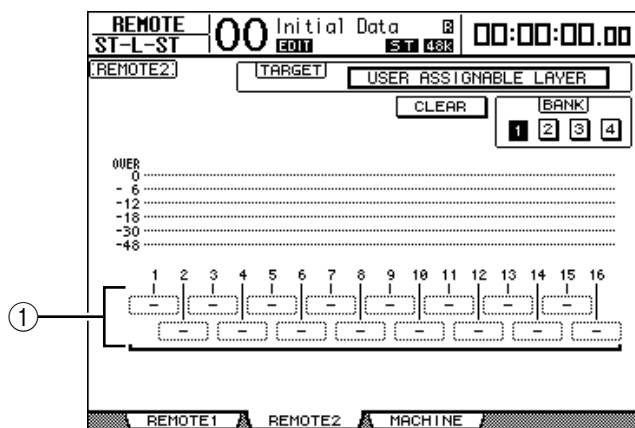 REMOTE
ST-L-ST
00 Initial Data R
EDIT ST 48K
00:00:00.00
REMOTE2
TARGET
USER ASSIGNABLE LAYER
CLEAR
BANK
1 2 3 4
OVER
0
-6
-12
-18
-30
-48
1 2 3 4 5 6 7 8 9 10 11 12 13 14 15 16
- - - - - - - -
1
- - - - - - - -
REMOTE1 REMOTE2 MACHINE